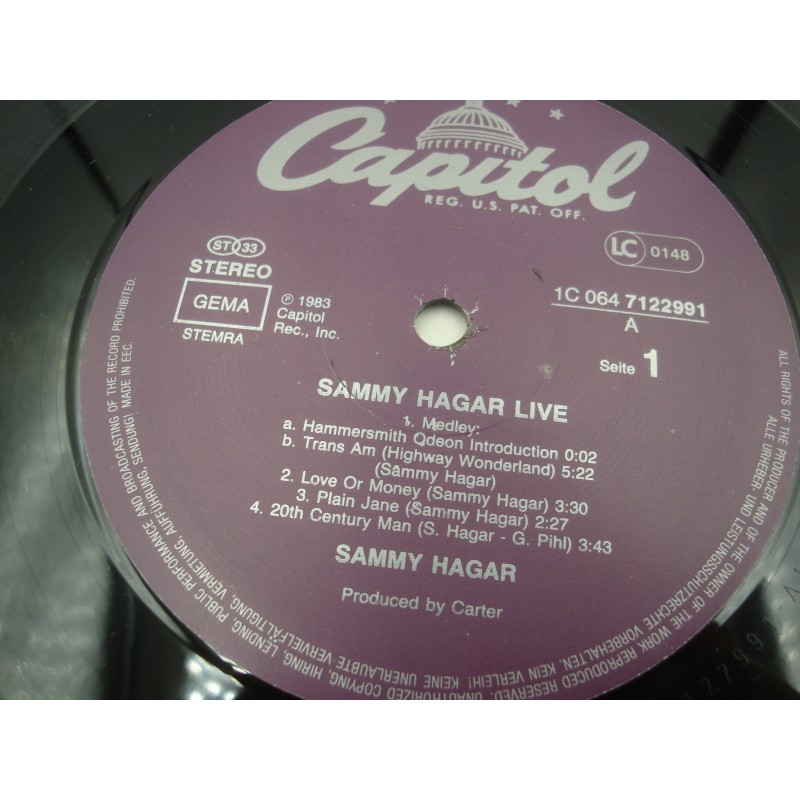 Capitol
REG. U.S. PAT. OFF.
ST 33
STEREO
GEMA
STEMRA
℗ 1983
Capitol
Rec., Inc.
LC 0148
1C 064 7122991
A
Seite 1
SAMMY HAGAR LIVE
1. Medley:
a. Hammersmith Odeon Introduction 0:02
b. Trans Am (Highway Wonderland) 5:22
(Sammy Hagar)
2. Love Or Money (Sammy Hagar) 3:30
3. Plain Jane (Sammy Hagar) 2:27
4. 20th Century Man (S. Hagar - G. Pihl) 3:43
SAMMY HAGAR
Produced by Carter
ALL RIGHTS OF THE PRODUCER AND OF THE OWNER OF THE WORK REPRODUCED RESERVED. UNAUTHORIZED COPYING, HIRING, LENDING, PUBLIC PERFORMANCE AND BROADCASTING OF THE RECORD PROHIBITED.
ALLE URHEBER- UND LEISTUNGSSCHUTZRECHTE VORBEHALTEN. KEIN VERLEIH! KEINE UNERLAUBTE VERVIELFÄLTIGUNG, VERMIETUNG, AUFFÜHRUNG, SENDUNG! MADE IN EEC.